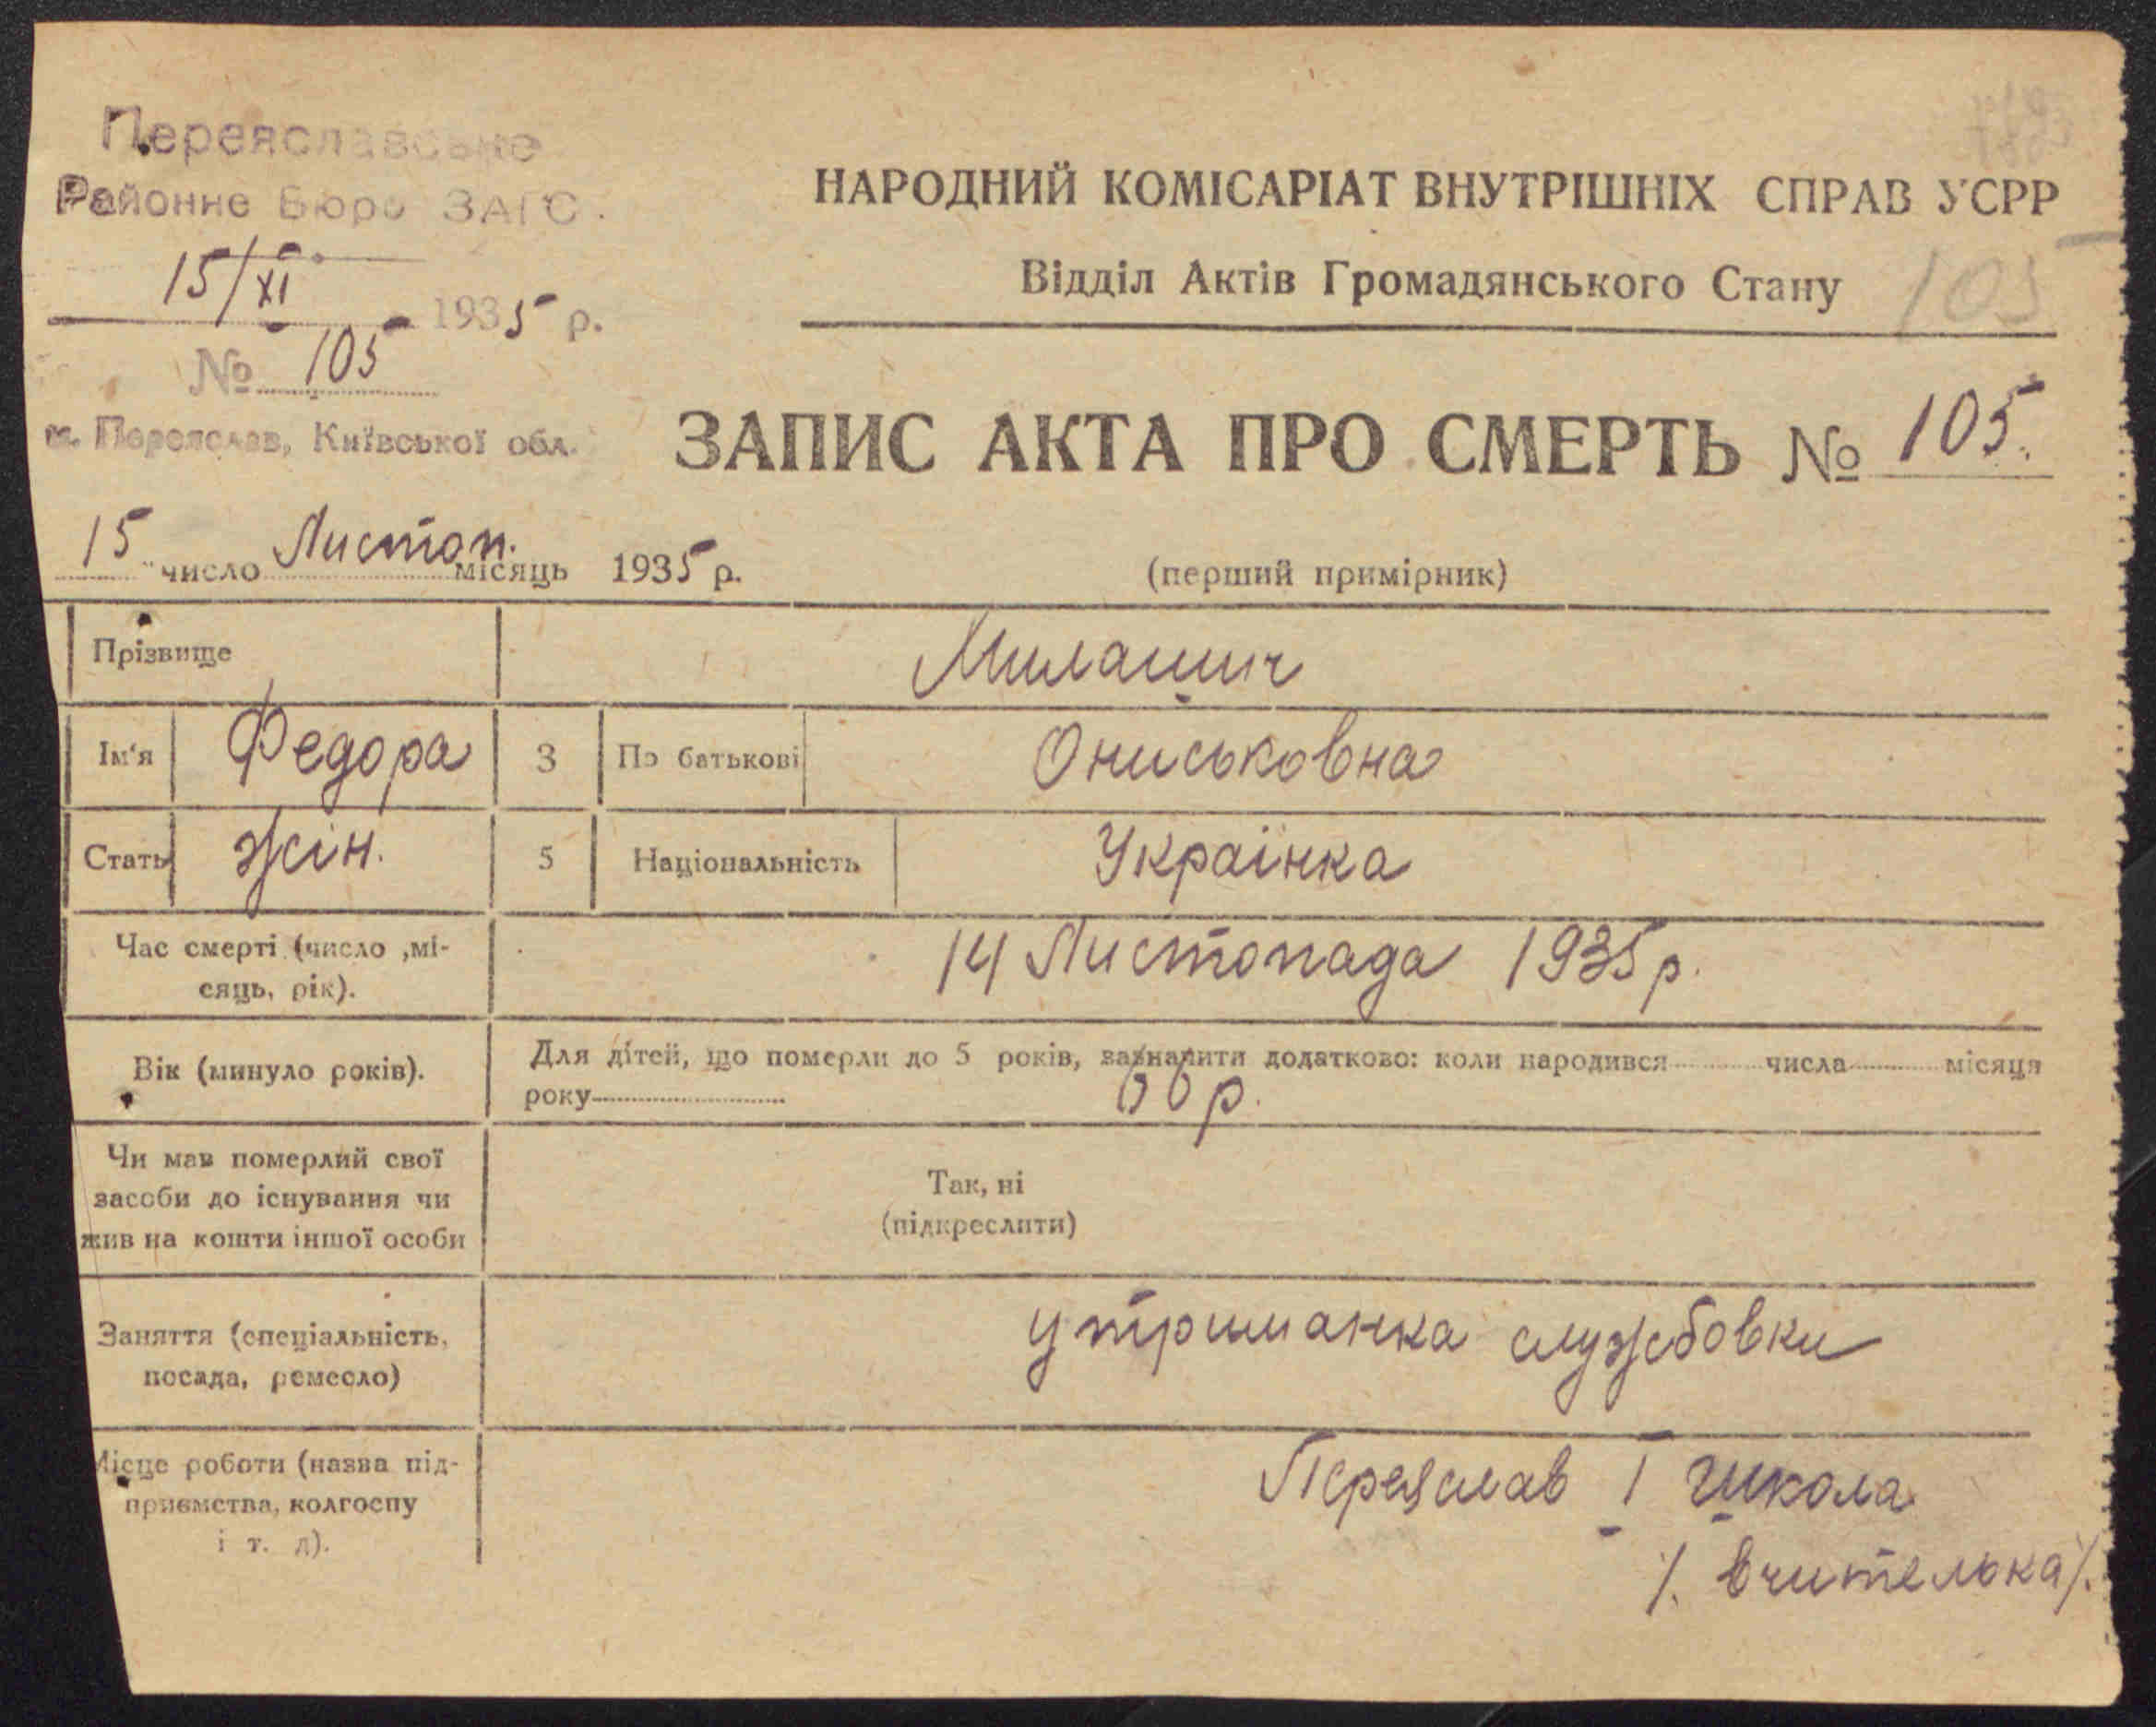 Переяславське
Районне Бюро ЗАГС.
15/XI 1935 р.
№ 105
м. Переяслав, Київської обл.
НАРОДНИЙ КОМІСАРІАТ ВНУТРІШНІХ СПРАВ УСРР
Відділ Актів Громадянського Стану
105
ЗАПИС АКТА ПРО СМЕРТЬ № 105.
15 " число Листоп. місяць 1935 р.
(перший примірник)
Прізвище Милашич
Ім'я Федора 3 По батькові Ониськовна
Стать жін. 5 Національність Українка
Час смерті (число ,мі-
сяць, рік).
14 Листопада 1935 р.
Вік (минуло років).
Для дітей, що померли до 5 років, зазначити додатково: коли народився числа місяця
року р.
Чи мав померлий свої
засоби до існування чи
жив на кошти іншої особи
Так, ні
(підкреслити)
Заняття (спеціальність,
посада, ремесло)
утриманка службовки
Місце роботи (назва під-
приємства, колгоспу
і т. д).
Переяслав І школа
/. вчителька/.